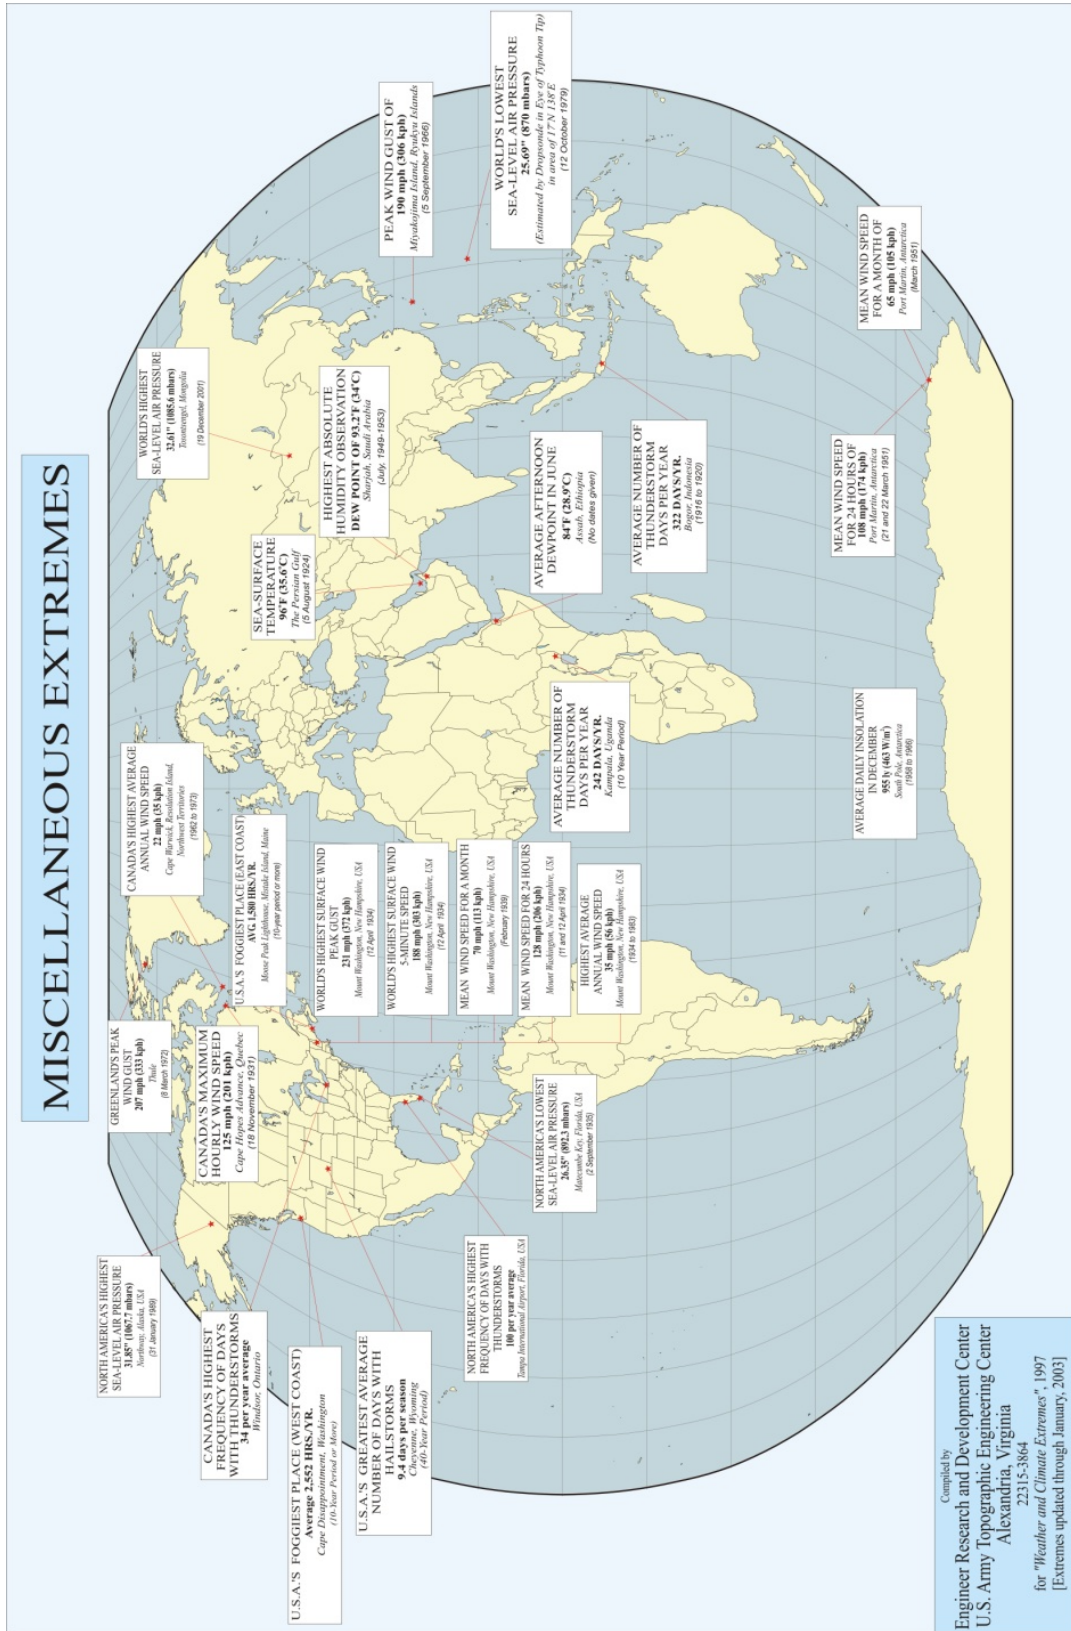 MISCELLANEOUS EXTREMES
NORTH AMERICA'S HIGHEST
SEA-LEVEL AIR PRESSURE
31.85" (1067.7 mbars)
Northway, Alaska, USA
(31 January 1989)
GREENLAND'S PEAK
WIND GUST
207 mph (333 kph)
Thule
(8 March 1972)
CANADA'S HIGHEST AVERAGE
ANNUAL WIND SPEED
22 mph (35 kph)
Cape Warwick, Resolution Island,
Northwest Territories
(1962 to 1973)
WORLD'S HIGHEST
SEA-LEVEL AIR PRESSURE
32.61" (1085.6 mbars)
Tosontsengel, Mongolia
(19 December 2001)
CANADA'S HIGHEST
FREQUENCY OF DAYS
WITH THUNDERSTORMS
34 per year average
Windsor, Ontario
CANADA'S MAXIMUM
HOURLY WIND SPEED
125 mph (201 kph)
Cape Hopes Advance, Quebec
(18 November 1931)
U.S.A.'S FOGGIEST PLACE (EAST COAST)
AVG 1,580 HRS./YR.
Moose Peak Lighthouse, Mistake Island, Maine
(10-year period or more)
SEA-SURFACE
TEMPERATURE
96°F (35.6°C)
The Persian Gulf
(5 August 1924)
HIGHEST ABSOLUTE
HUMIDITY OBSERVATION
DEW POINT OF 93.2°F (34°C)
Sharjah, Saudi Arabia
(July, 1949-1953)
PEAK WIND GUST OF
190 mph (306 kph)
Miyakojima Island, Ryukyu Islands
(5 September 1966)
U.S.A.'S FOGGIEST PLACE (WEST COAST)
Average 2,552 HRS./YR.
Cape Disappointment, Washington
(10-Year Period or More)
WORLD'S HIGHEST SURFACE WIND
PEAK GUST
231 mph (372 kph)
Mount Washington, New Hampshire, USA
(12 April 1934)
U.S.A.'S GREATEST AVERAGE
NUMBER OF DAYS WITH
HAILSTORMS
9.4 days per season
Cheyenne, Wyoming
(40-Year Period)
WORLD'S HIGHEST SURFACE WIND
5-MINUTE SPEED
188 mph (303 kph)
Mount Washington, New Hampshire, USA
(12 April 1934)
NORTH AMERICA'S HIGHEST
FREQUENCY OF DAYS WITH
THUNDERSTORMS
100 per year average
Tampa International Airport, Florida, USA
MEAN WIND SPEED FOR A MONTH
70 mph (113 kph)
Mount Washington, New Hampshire, USA
(February 1939)
WORLD'S LOWEST
SEA-LEVEL AIR PRESSURE
25.69" (870 mbars)
(Estimated by Dropsonde in Eye of Typhoon Tip)
in area of 17°N 138°E
(12 October 1979)
NORTH AMERICA'S LOWEST
SEA-LEVEL AIR PRESSURE
26.35" (892.3 mbars)
Matecumbe Key, Florida, USA
(2 September 1935)
MEAN WIND SPEED FOR 24 HOURS
128 mph (206 kph)
Mount Washington, New Hampshire, USA
(11 and 12 April 1934)
AVERAGE AFTERNOON
DEWPOINT IN JUNE
84°F (28.9°C)
Assab, Ethiopia
(No dates given)
HIGHEST AVERAGE
ANNUAL WIND SPEED
35 mph (56 kph)
Mount Washington, New Hampshire, USA
(1934 to 1983)
AVERAGE NUMBER OF
THUNDERSTORM
DAYS PER YEAR
242 DAYS/YR.
Kampala, Uganda
(10 Year Period)
AVERAGE NUMBER OF
THUNDERSTORM
DAYS PER YEAR
322 DAYS/YR.
Bogor, Indonesia
(1916 to 1920)
AVERAGE DAILY INSOLATION
IN DECEMBER
955 ly (463 W/m²)
South Pole, Antarctica
(1958 to 1966)
MEAN WIND SPEED
FOR 24 HOURS OF
108 mph (174 kph)
Port Martin, Antarctica
(21 and 22 March 1951)
MEAN WIND SPEED
FOR A MONTH OF
65 mph (105 kph)
Port Martin, Antarctica
(March 1951)
Compiled by
Engineer Research and Development Center
U.S. Army Topographic Engineering Center
Alexandria, Virginia
22315-3864
for "Weather and Climate Extremes", 1997
[Extremes updated through January, 2003]